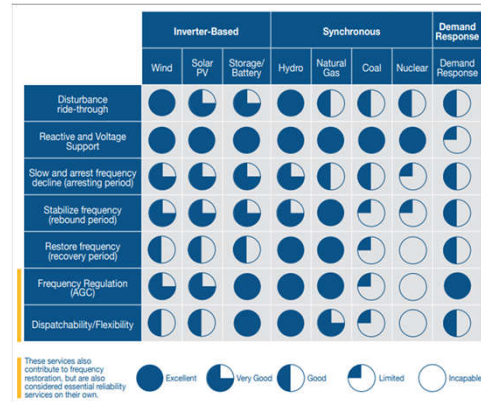 Inverter-Based
Synchronous
Demand
Response
Wind
Solar
PV
Storage/
Battery
Hydro
Natural
Gas
Coal
Nuclear
Demand
Response
Disturbance
ride-through
Reactive and Voltage
Support
Slow and arrest frequency
decline (arresting period)
Stabilize frequency
(rebound period)
Restore frequency
(recovery period)
Frequency Regulation
(AGC)
Dispatchability/Flexibility
These services also
contribute to frequency
restoration, but are also
considered essential reliability
services on their own.
Excellent
Very Good
Good
Limited
Incapable